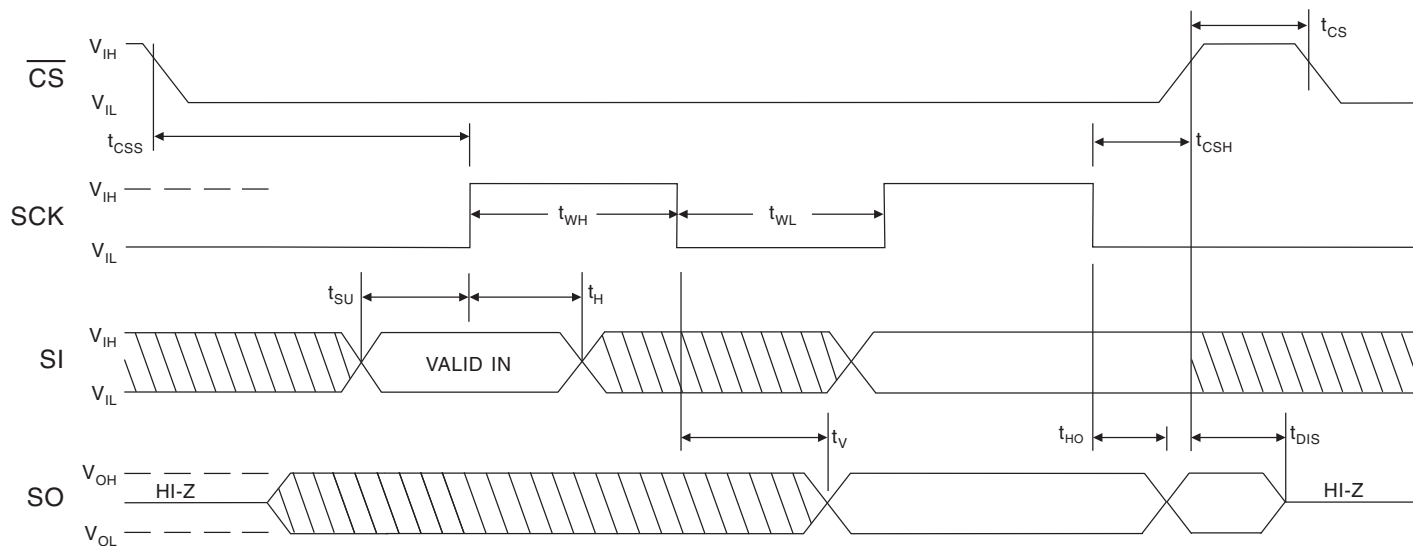 V_IH
t_CS
CS
V_IL
t_CSS
t_CSH
V_IH
SCK
t_WH
t_WL
V_IL
t_SU
t_H
V_IH
SI
VALID IN
V_IL
t_V
t_HO
t_DIS
V_OH
SO
HI-Z
HI-Z
V_OL